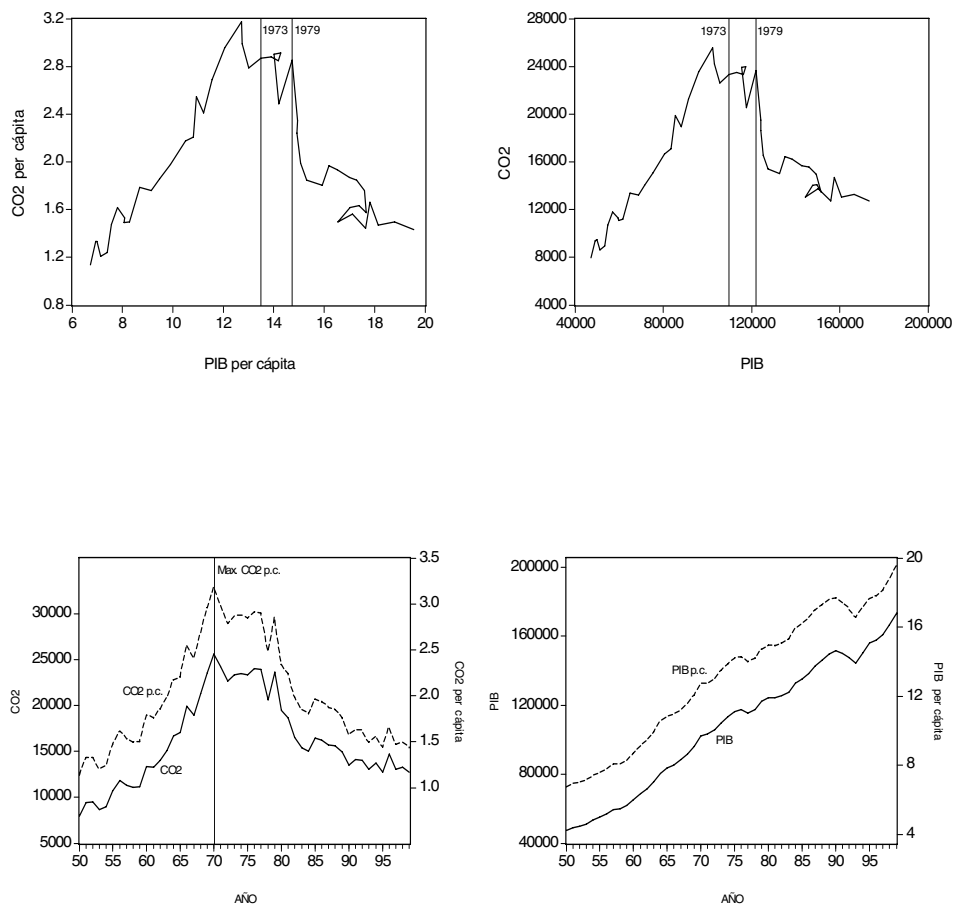 3.2
2.8
2.4
2.0
1.6
1.2
0.8
CO2 per cápita
1973
1979
6 8 10 12 14 16 18 20
PIB per cápita
28000
24000
20000
16000
12000
8000
4000
CO2
1973
1979
40000 80000 120000 160000 200000
PIB
30000
25000
20000
15000
10000
5000
CO2
3.5
3.0
2.5
2.0
1.5
1.0
CO2 per cápita
Max. CO2 p.c.
CO2 p.c.
CO2
50 55 60 65 70 75 80 85 90 95
AÑO
200000
160000
120000
80000
40000
PIB
20
16
12
8
4
PIB per cápita
PIB p.c.
PIB
50 55 60 65 70 75 80 85 90 95
AÑO